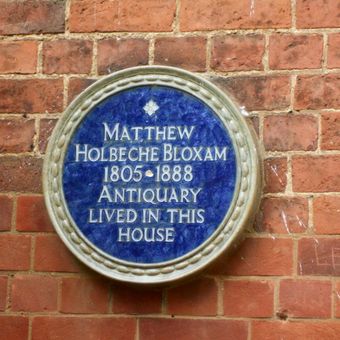 MATTHEW
HOLBECHE BLOXAM
1805-1888
ANTIQUARY
LIVED IN THIS
HOUSE